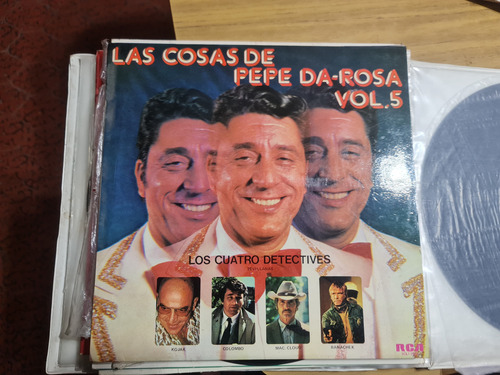 LAS COSAS DE
PEPE DA-ROSA
VOL.5
LOS CUATRO DETECTIVES
KOJAK
COLOMBO
MAC. CLOUD
BANACHEK
RCA